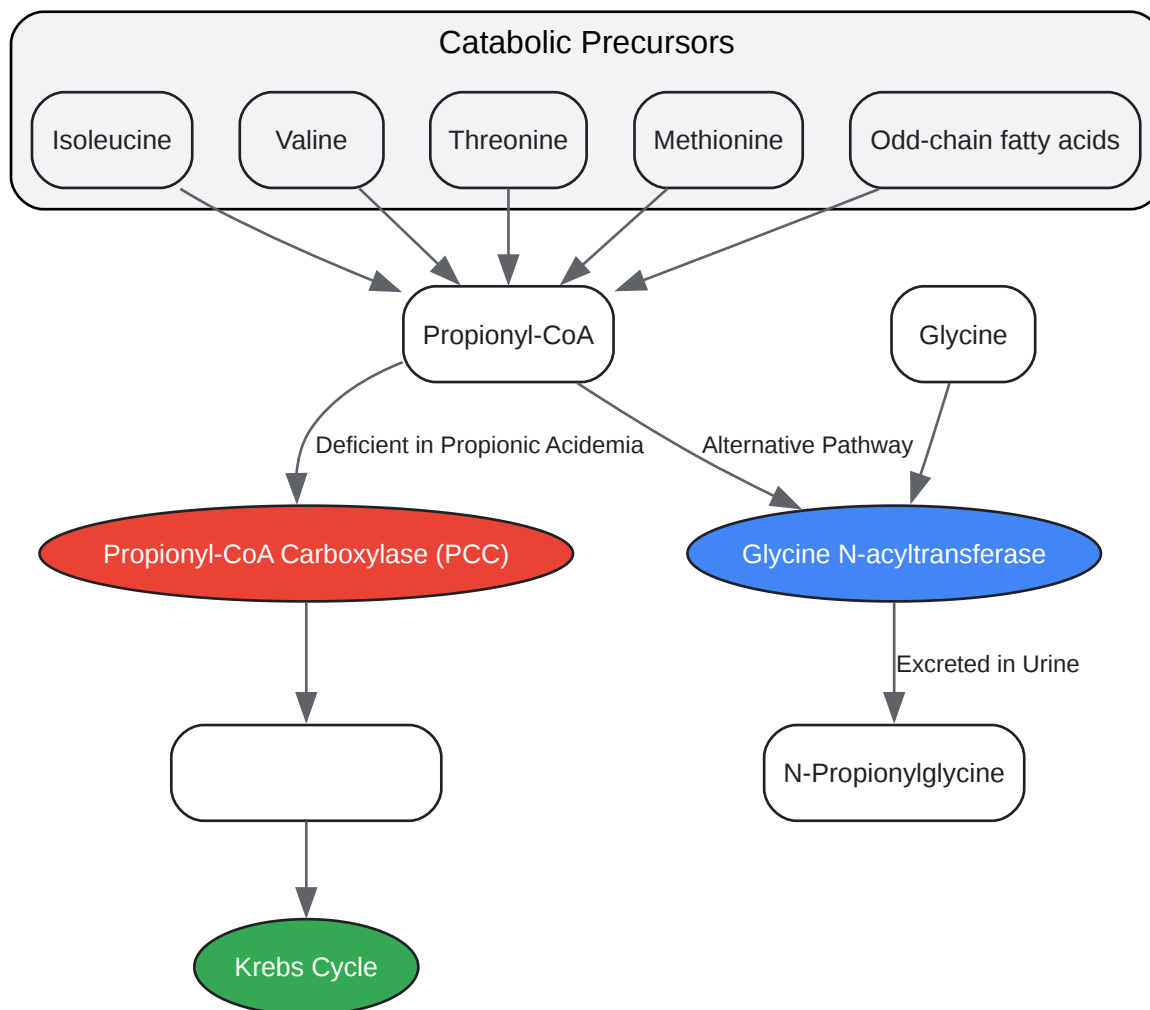 Catabolic Precursors
Isoleucine
Valine
Threonine
Methionine
Odd-chain fatty acids
Propionyl-CoA
Glycine
Deficient in Propionic Acidemia
Alternative Pathway
Propionyl-CoA Carboxylase (PCC)
Glycine N-acyltransferase
Excreted in Urine
N-Propionylglycine
Krebs Cycle